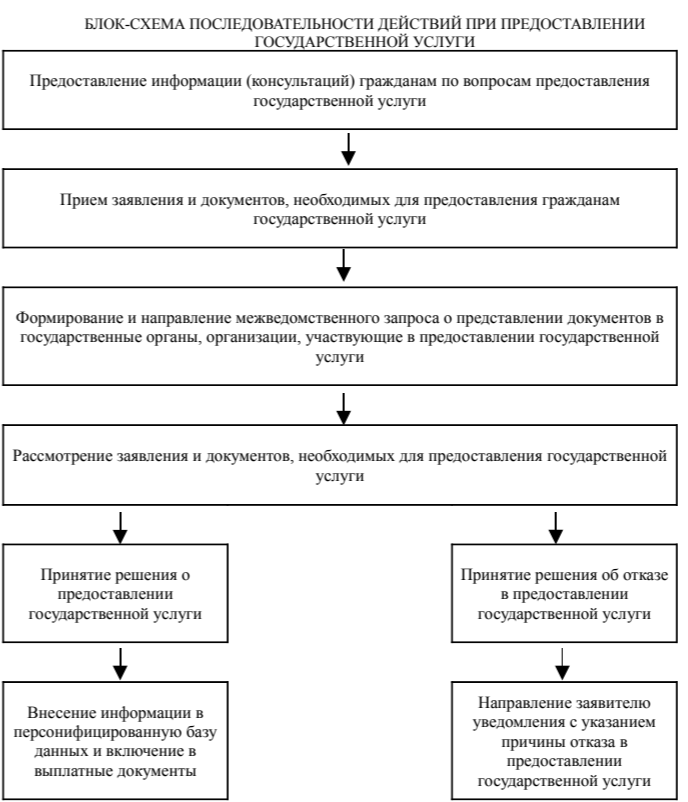 БЛОК-СХЕМА ПОСЛЕДОВАТЕЛЬНОСТИ ДЕЙСТВИЙ ПРИ ПРЕДОСТАВЛЕНИИ
ГОСУДАРСТВЕННОЙ УСЛУГИ
Предоставление информации (консультаций) гражданам по вопросам предоставления
государственной услуги
Прием заявления и документов, необходимых для предоставления гражданам
государственной услуги
Формирование и направление межведомственного запроса о представлении документов в
государственные органы, организации, участвующие в предоставлении государственной
услуги
Рассмотрение заявления и документов, необходимых для предоставления государственной
услуги
Принятие решения о
предоставлении
государственной услуги
Принятие решения об отказе
в предоставлении
государственной услуги
Внесение информации в
персонифицированную базу
данных и включение в
выплатные документы
Направление заявителю
уведомления с указанием
причины отказа в
предоставлении
государственной услуги